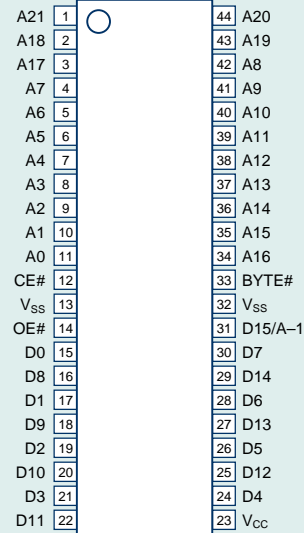 A21 1 44 A20
A18 2 43 A19
A17 3 42 A8
A7 4 41 A9
A6 5 40 A10
A5 6 39 A11
A4 7 38 A12
A3 8 37 A13
A2 9 36 A14
A1 10 35 A15
A0 11 34 A16
CE# 12 33 BYTE#
VSS 13 32 VSS
OE# 14 31 D15/A–1
D0 15 30 D7
D8 16 29 D14
D1 17 28 D6
D9 18 27 D13
D2 19 26 D5
D10 20 25 D12
D3 21 24 D4
D11 22 23 VCC